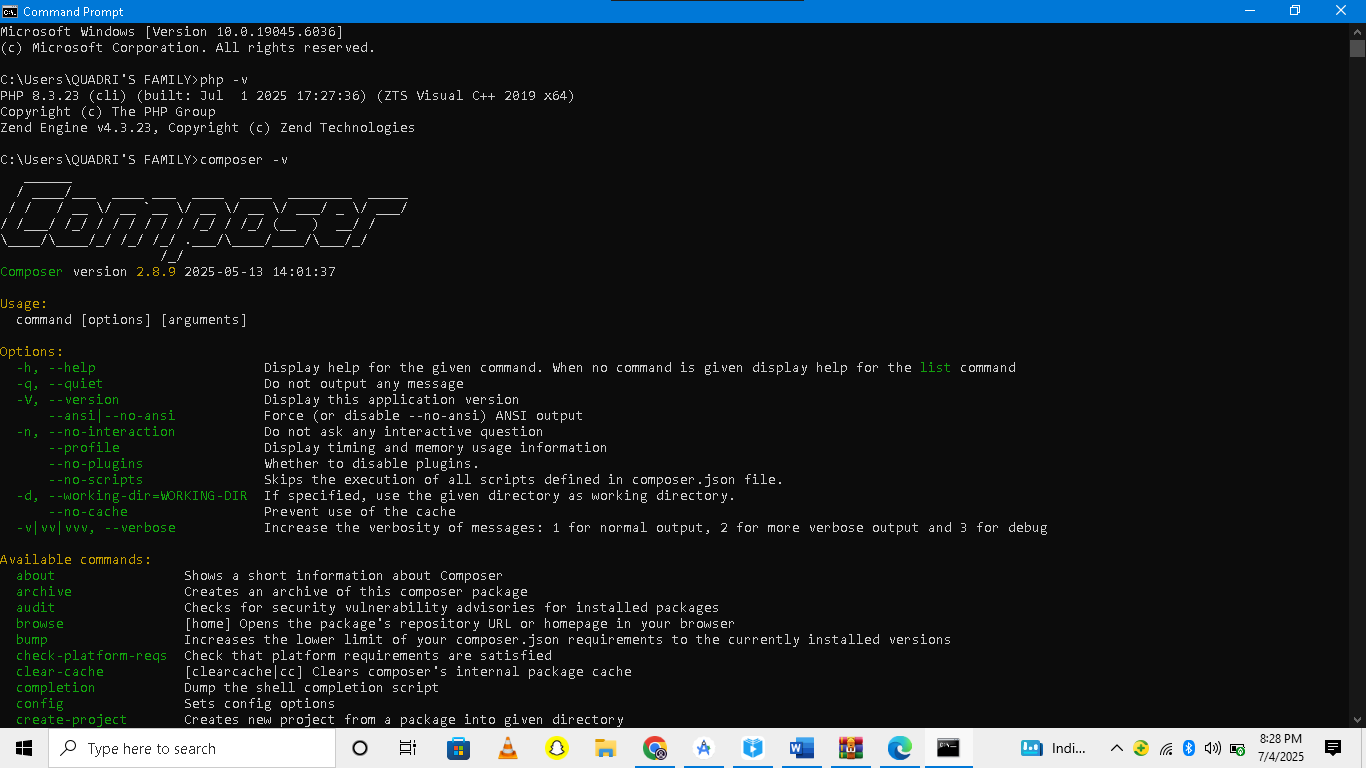 Command Prompt
Microsoft Windows [Version 10.0.19045.6036]
(c) Microsoft Corporation. All rights reserved.
C:\Users\QUADRI'S FAMILY>php -v
PHP 8.3.23 (cli) (built: Jul  1 2025 17:27:36) (ZTS Visual C++ 2019 x64)
Copyright (c) The PHP Group
Zend Engine v4.3.23, Copyright (c) Zend Technologies
C:\Users\QUADRI'S FAMILY>composer -v
Composer
Composer version 2.8.9 2025-05-13 14:01:37
Usage:
  command [options] [arguments]
Options:
  -h, --help                     Display help for the given command. When no command is given display help for the list command
  -q, --quiet                    Do not output any message
  -V, --version                  Display this application version
      --ansi|--no-ansi           Force (or disable --no-ansi) ANSI output
  -n, --no-interaction           Do not ask any interactive question
      --profile                  Display timing and memory usage information
      --no-plugins               Whether to disable plugins.
      --no-scripts               Skips the execution of all scripts defined in composer.json file.
  -d, --working-dir=WORKING-DIR  If specified, use the given directory as working directory.
      --no-cache                 Prevent use of the cache
  -v|vv|vvv, --verbose           Increase the verbosity of messages: 1 for normal output, 2 for more verbose output and 3 for debug
Available commands:
  about                Shows a short information about Composer
  archive              Creates an archive of this composer package
  audit                Checks for security vulnerability advisories for installed packages
  browse               [home] Opens the package's repository URL or homepage in your browser
  bump                 Increases the lower limit of your composer.json requirements to the currently installed versions
  check-platform-reqs  Check that platform requirements are satisfied
  clear-cache          [clearcache|cc] Clears composer's internal package cache
  completion           Dump the shell completion script
  config               Sets config options
  create-project       Creates new project from a package into given directory
Type here to search
Indi...
8:28 PM
7/4/2025